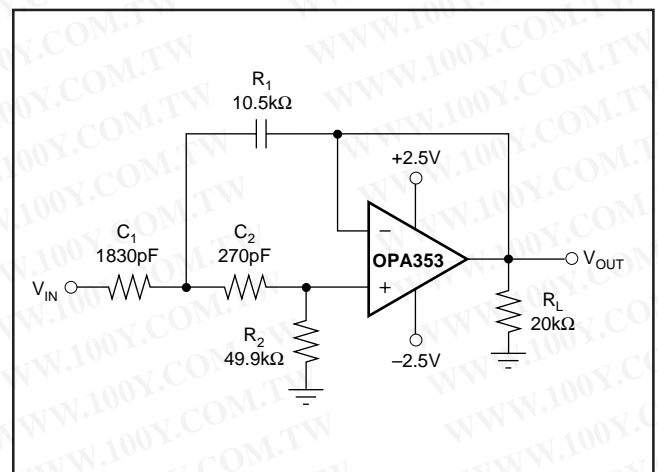 R1
10.5kΩ
+2.5V
C1
1830pF
C2
270pF
–
OPA353
+
VIN
VOUT
R2
49.9kΩ
RL
20kΩ
–2.5V
WWW.100Y.COM.TW